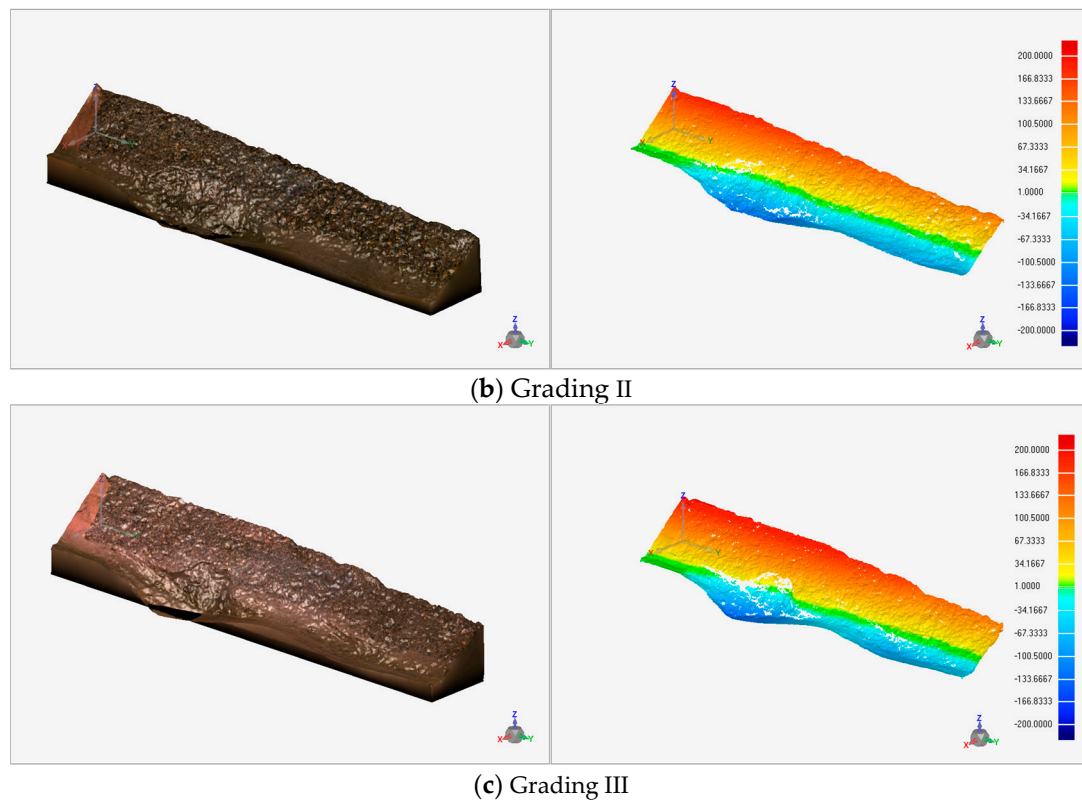 Z
Y
Z
X
Y
Z
X
Y
Z
X
Y
200.0000
166.8333
133.6667
100.5000
67.3333
34.1667
1.0000
-34.1667
-67.3333
-100.5000
-133.6667
-166.8333
-200.0000
(b) Grading II
Z
Y
Z
X
Y
Z
X
Y
Z
X
Y
200.0000
166.8333
133.6667
100.5000
67.3333
34.1667
1.0000
-34.1667
-67.3333
-100.5000
-133.6667
-166.8333
-200.0000
(c) Grading III